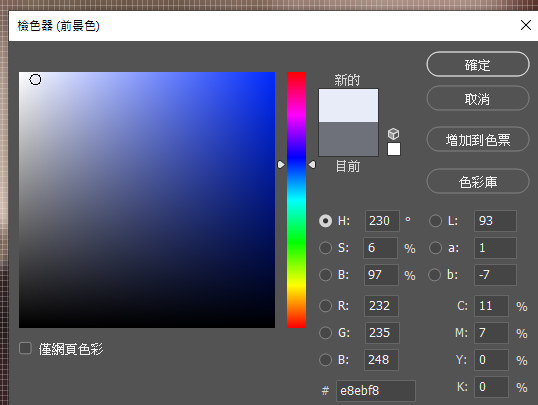 檢色器 (前景色)
新的
目前
確定
取消
增加到色票
色彩庫
H: 230 °
S: 6 %
B: 97 %
R: 232
G: 235
B: 248
# e8ebf8
L: 93
a: 1
b: -7
C: 11 %
M: 7 %
Y: 0 %
K: 0 %
僅網頁色彩